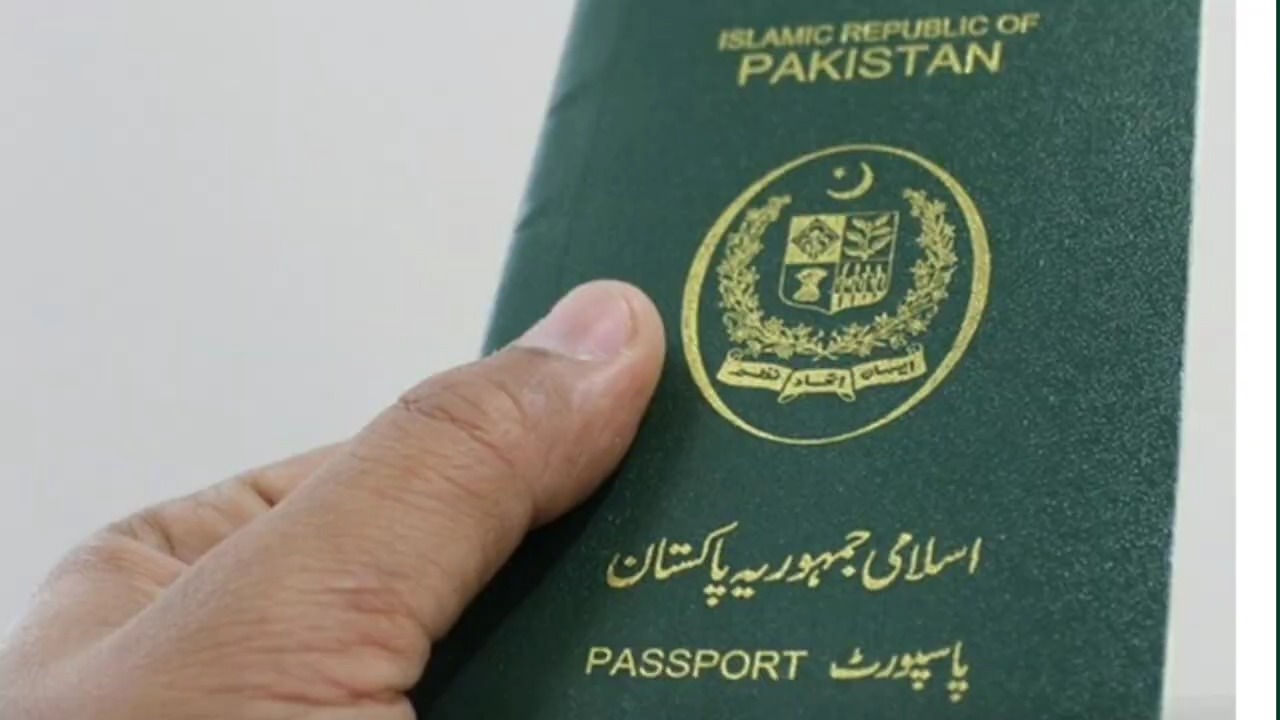 ISLAMIC REPUBLIC OF
PAKISTAN
ایمان اتحاد نظم
اسلامی جمہوریہ پاکستان
PASSPORT پاسپورٹ